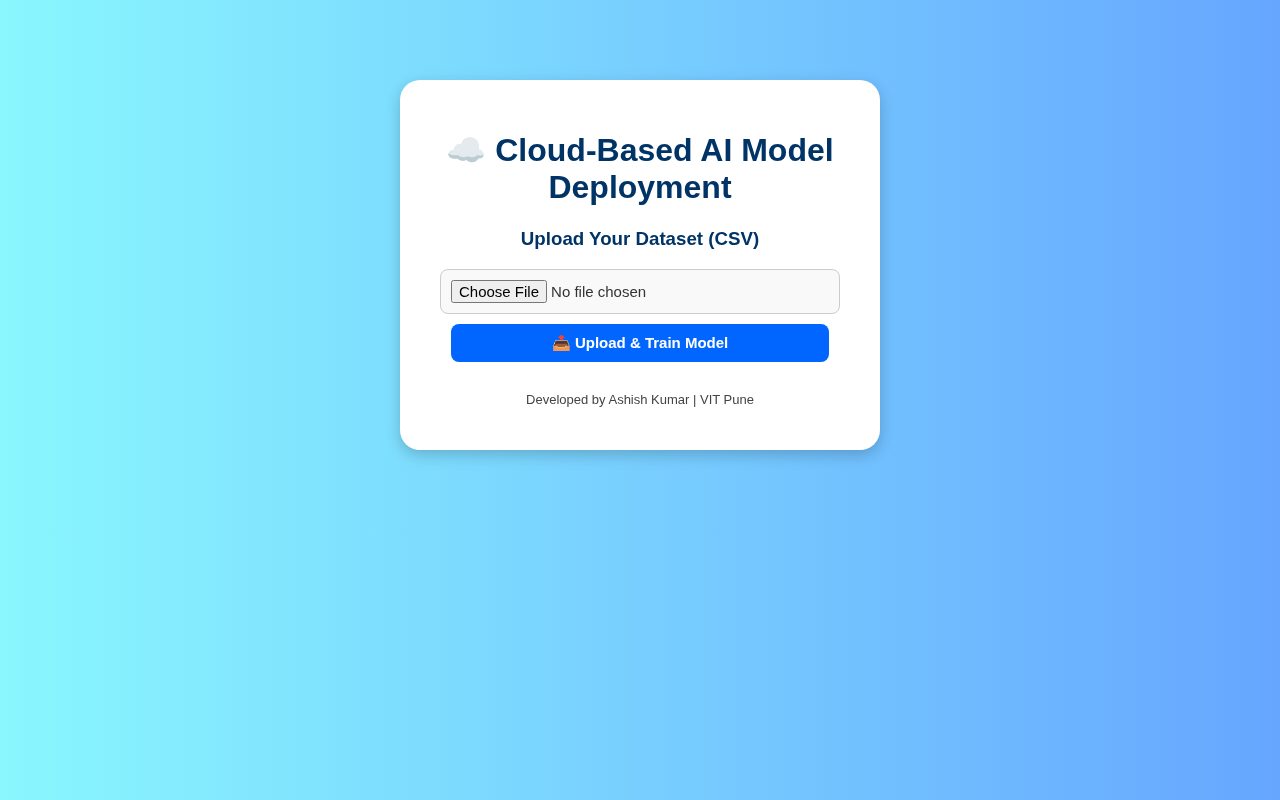 ☁️ Cloud-Based AI Model
Deployment
Upload Your Dataset (CSV)
Choose File No file chosen
📤 Upload & Train Model
Developed by Ashish Kumar | VIT Pune